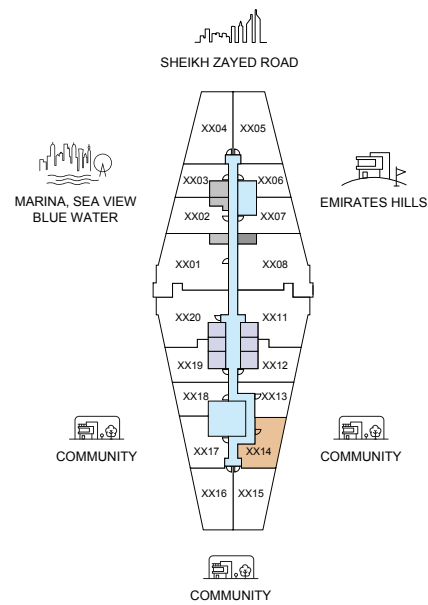 SHEIKH ZAYED ROAD
XX04 XX05
XX03 XX06
XX02 XX07
MARINA, SEA VIEW
BLUE WATER
EMIRATES HILLS
XX01 XX08
XX20 XX11
XX19 XX12
XX18 XX13
XX17 XX14
COMMUNITY
COMMUNITY
XX16 XX15
COMMUNITY